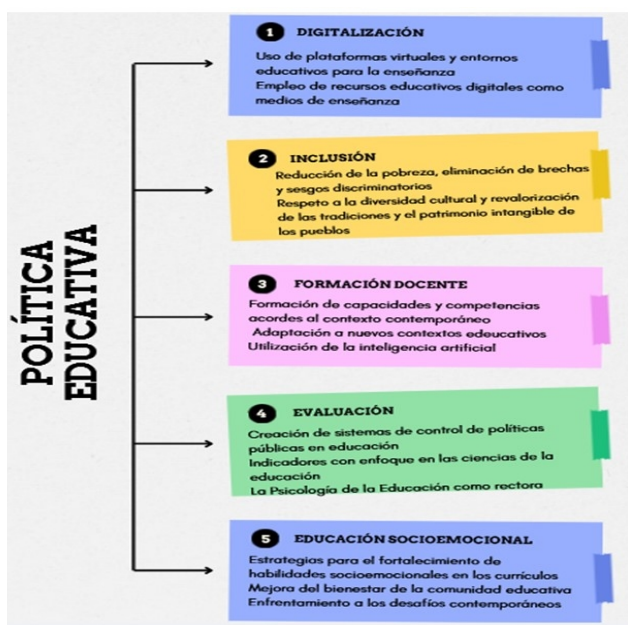 POLÍTICA
EDUCATIVA
1 DIGITALIZACIÓN
Uso de plataformas virtuales y entornos
educativos para la enseñanza
Empleo de recursos educativos digitales como
medios de enseñanza
2 INCLUSIÓN
Reducción de la pobreza, eliminación de brechas
y sesgos discriminatorios
Respeto a la diversidad cultural y revalorización
de las tradiciones y el patrimonio intangible de
los pueblos
3 FORMACIÓN DOCENTE
Formación de capacidades y competencias
acordes al contexto contemporáneo
Adaptación a nuevos contextos edeucativos
Utilización de la inteligencia artificial
4 EVALUACIÓN
Creación de sistemas de control de políticas
públicas en educación
Indicadores con enfoque en las ciencias de la
educación
La Psicología de la Educación como rectora
5 EDUCACIÓN SOCIOEMOCIONAL
Estrategias para el fortalecimiento de
habilidades socioemocionales en los currículos
Mejora del bienestar de la comunidad educativa
Enfrentamiento a los desafíos contemporáneos